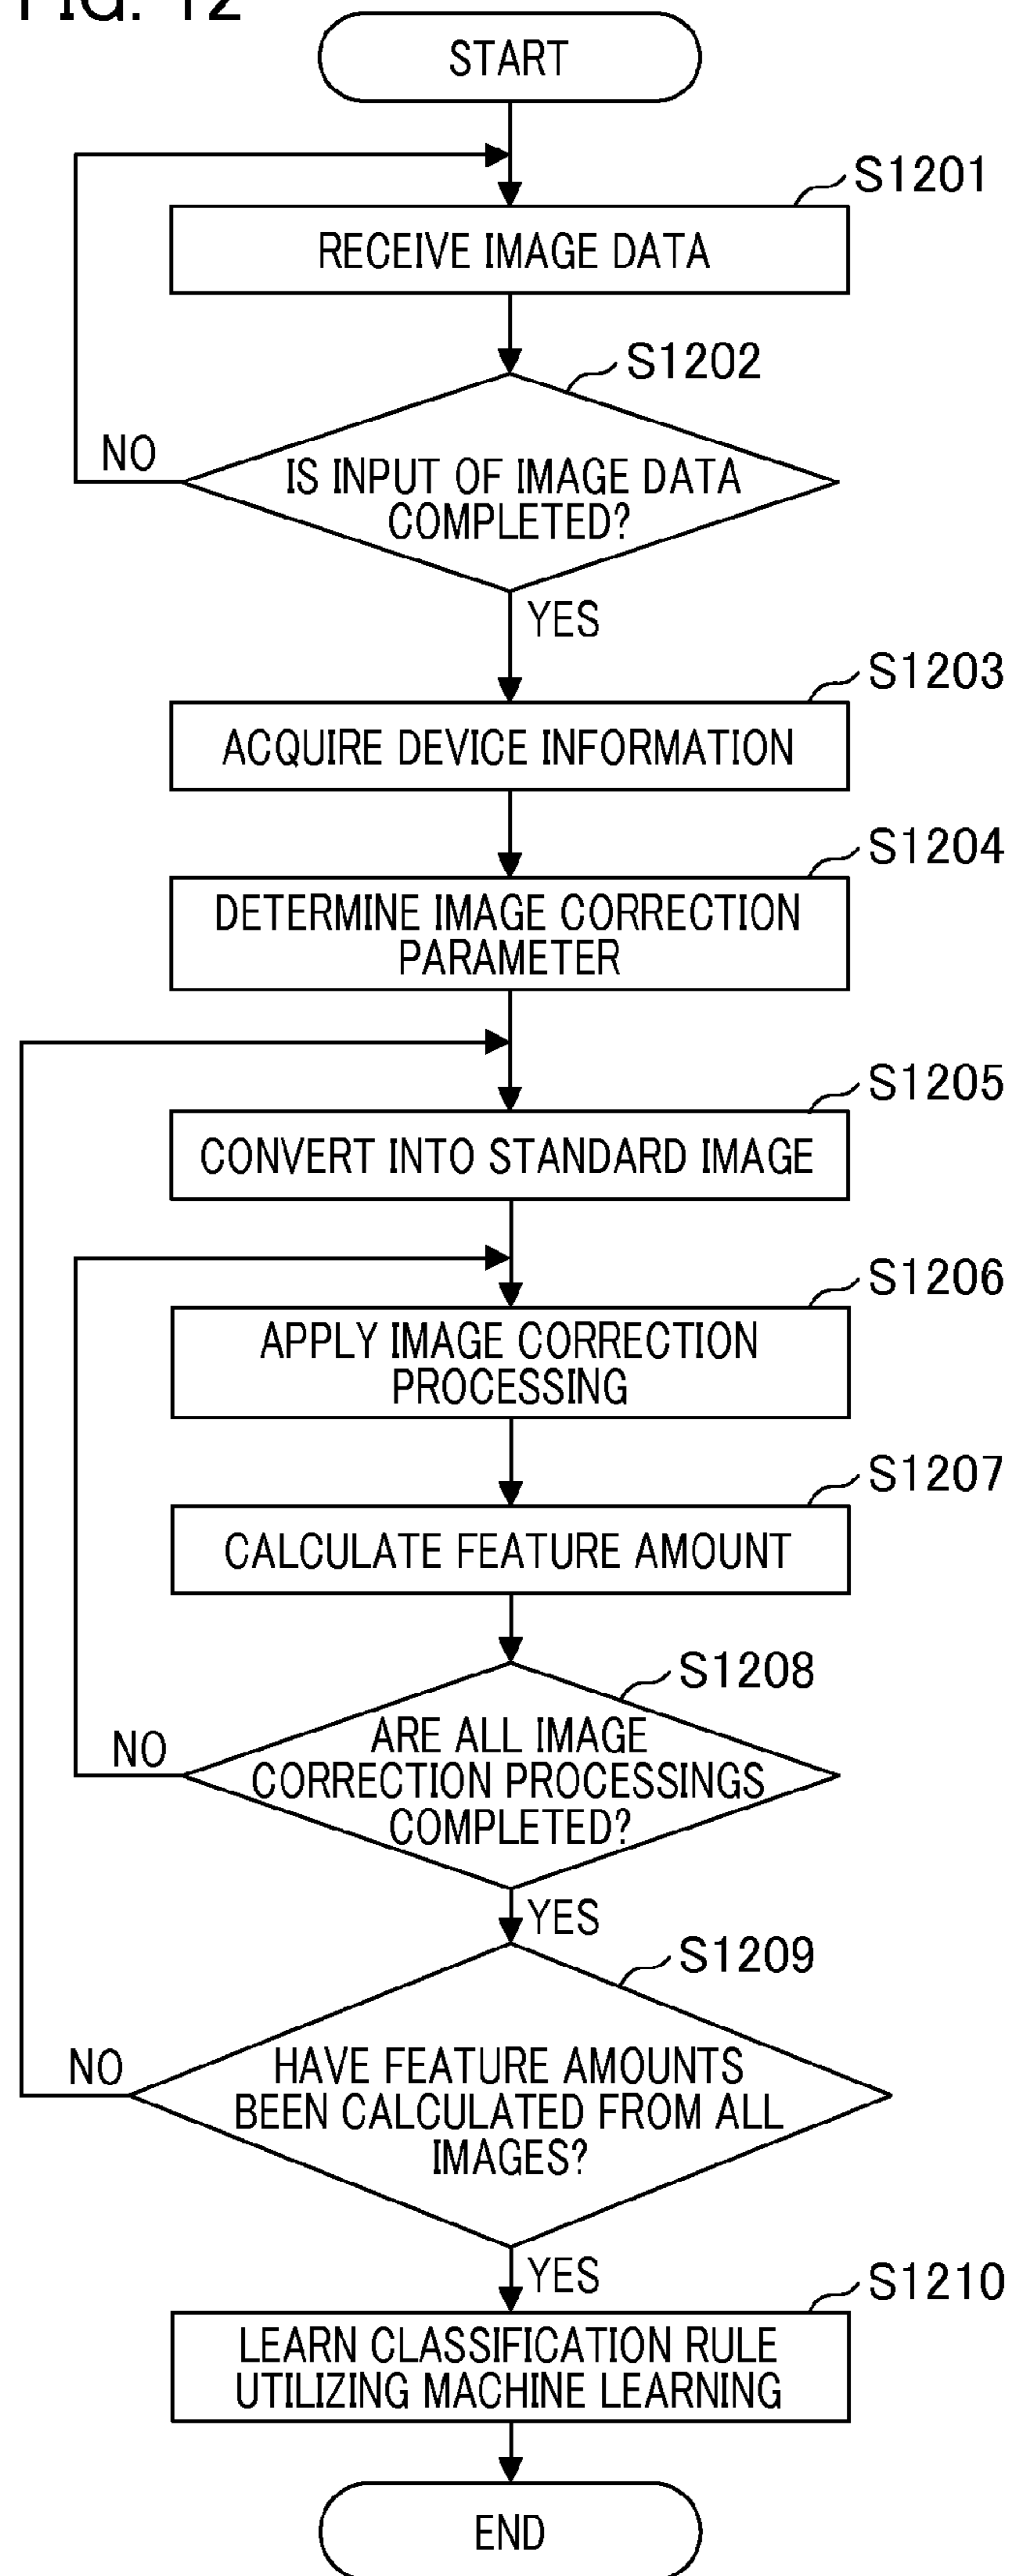 FIG. 12
START
S1201
RECEIVE IMAGE DATA
S1202
NO
IS INPUT OF IMAGE DATA
COMPLETED?
YES
S1203
ACQUIRE DEVICE INFORMATION
S1204
DETERMINE IMAGE CORRECTION
PARAMETER
S1205
CONVERT INTO STANDARD IMAGE
S1206
APPLY IMAGE CORRECTION
PROCESSING
S1207
CALCULATE FEATURE AMOUNT
S1208
NO
ARE ALL IMAGE
CORRECTION PROCESSINGS
COMPLETED?
YES
S1209
NO
HAVE FEATURE AMOUNTS
BEEN CALCULATED FROM ALL
IMAGES?
YES
S1210
LEARN CLASSIFICATION RULE
UTILIZING MACHINE LEARNING
END